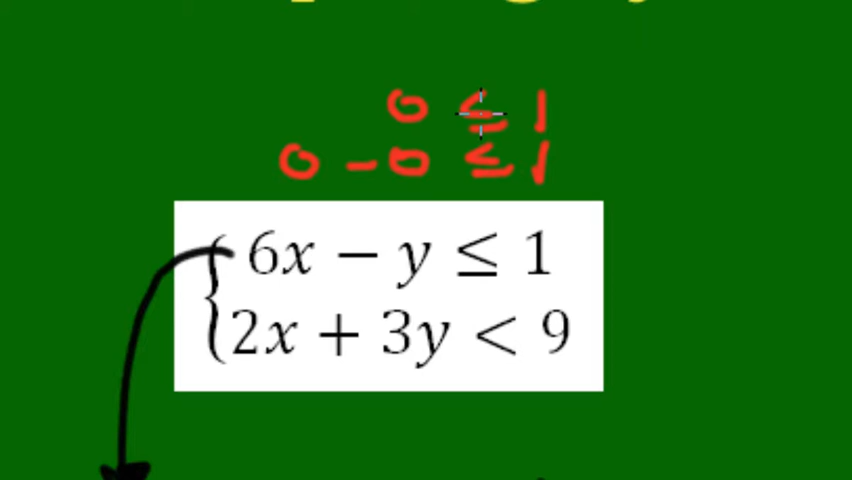 0 ≤ 1
0 - 0 ≤ 1
6x − y ≤ 1
2x + 3y < 9